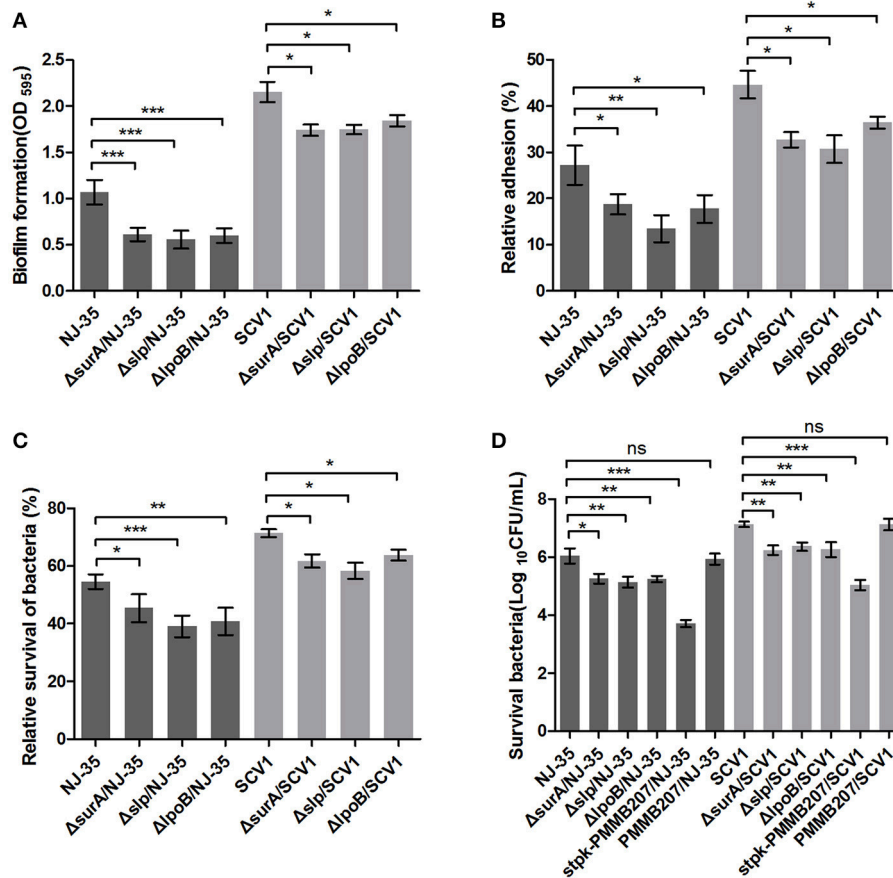 A
Biofilm formation(OD 595)
2.5
2.0
1.5
1.0
0.5
0.0
***
***
***
*
*
*
NJ-35
ΔsurA/NJ-35
Δslp/NJ-35
ΔlpoB/NJ-35
SCV1
ΔsurA/SCV1
Δslp/SCV1
ΔlpoB/SCV1
B
Relative adhesion (%)
50
40
30
20
10
0
*
**
*
*
*
*
NJ-35
ΔsurA/NJ-35
Δslp/NJ-35
ΔlpoB/NJ-35
SCV1
ΔsurA/SCV1
Δslp/SCV1
ΔlpoB/SCV1
C
Relative survival of bacteria (%)
80
60
40
20
0
**
***
*
*
*
*
NJ-35
ΔsurA/NJ-35
Δslp/NJ-35
ΔlpoB/NJ-35
SCV1
ΔsurA/SCV1
Δslp/SCV1
ΔlpoB/SCV1
D
Survival bacteria(Log 10CFU/mL)
8
6
4
2
0
ns
***
**
**
*
ns
***
**
**
**
NJ-35
ΔsurA/NJ-35
Δslp/NJ-35
ΔlpoB/NJ-35
stpk-PMMB207/NJ-35
PMMB207/NJ-35
SCV1
ΔsurA/SCV1
Δslp/SCV1
ΔlpoB/SCV1
stpk-PMMB207/SCV1
PMMB207/SCV1